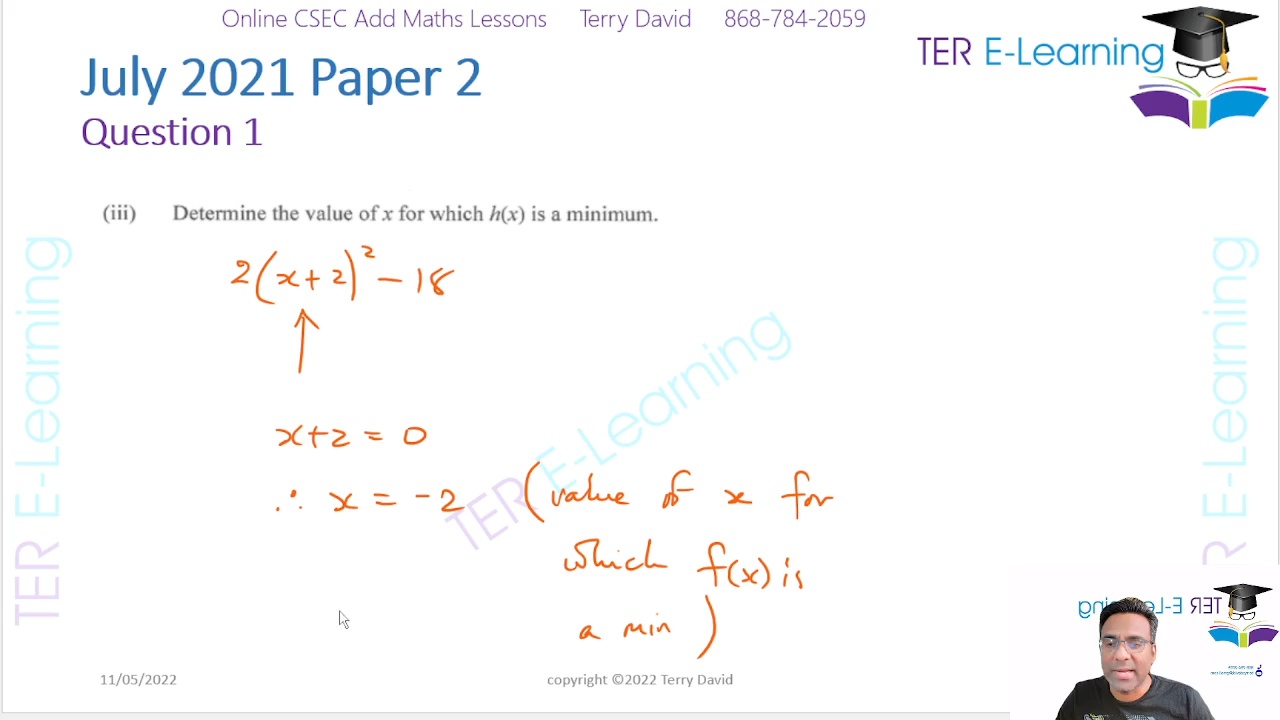 Online CSEC Add Maths Lessons Terry David 868-784-2059
TER E-Learning
July 2021 Paper 2
Question 1
(iii) Determine the value of x for which h(x) is a minimum.
2(x+2)² - 18
x+2 = 0
∴ x = -2 (value of x for
which f(x) is
a min)
TER E-Learning
TER E-Learning
TER E-Learning
TER E-Learning
11/05/2022
copyright ©2022 Terry David